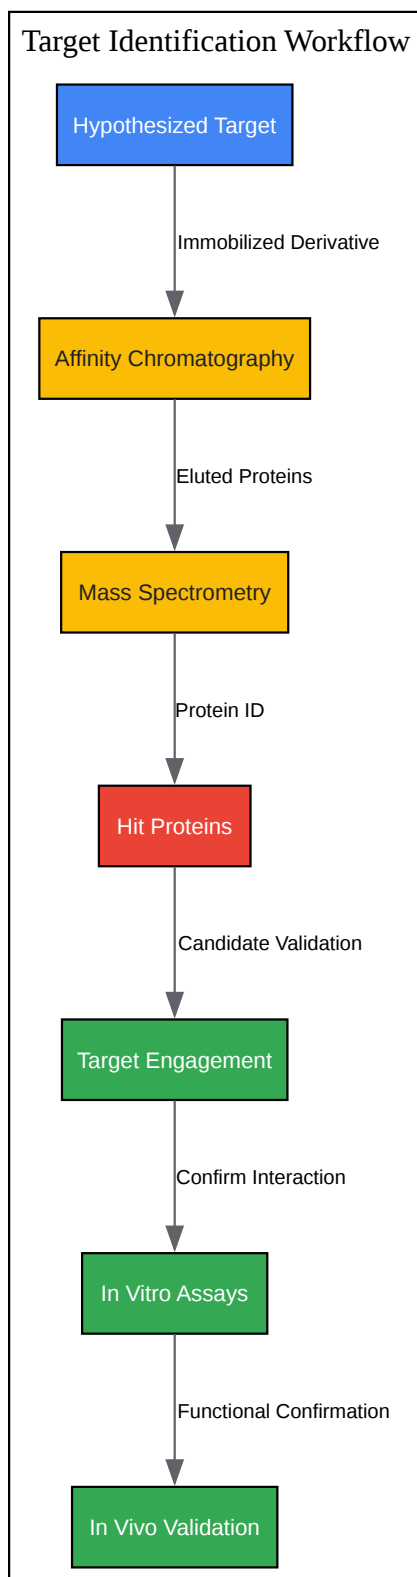 Target Identification Workflow
Hypothesized Target
Immobilized Derivative
Affinity Chromatography
Eluted Proteins
Mass Spectrometry
Protein ID
Hit Proteins
Candidate Validation
Target Engagement
Confirm Interaction
In Vitro Assays
Functional Confirmation
In Vivo Validation